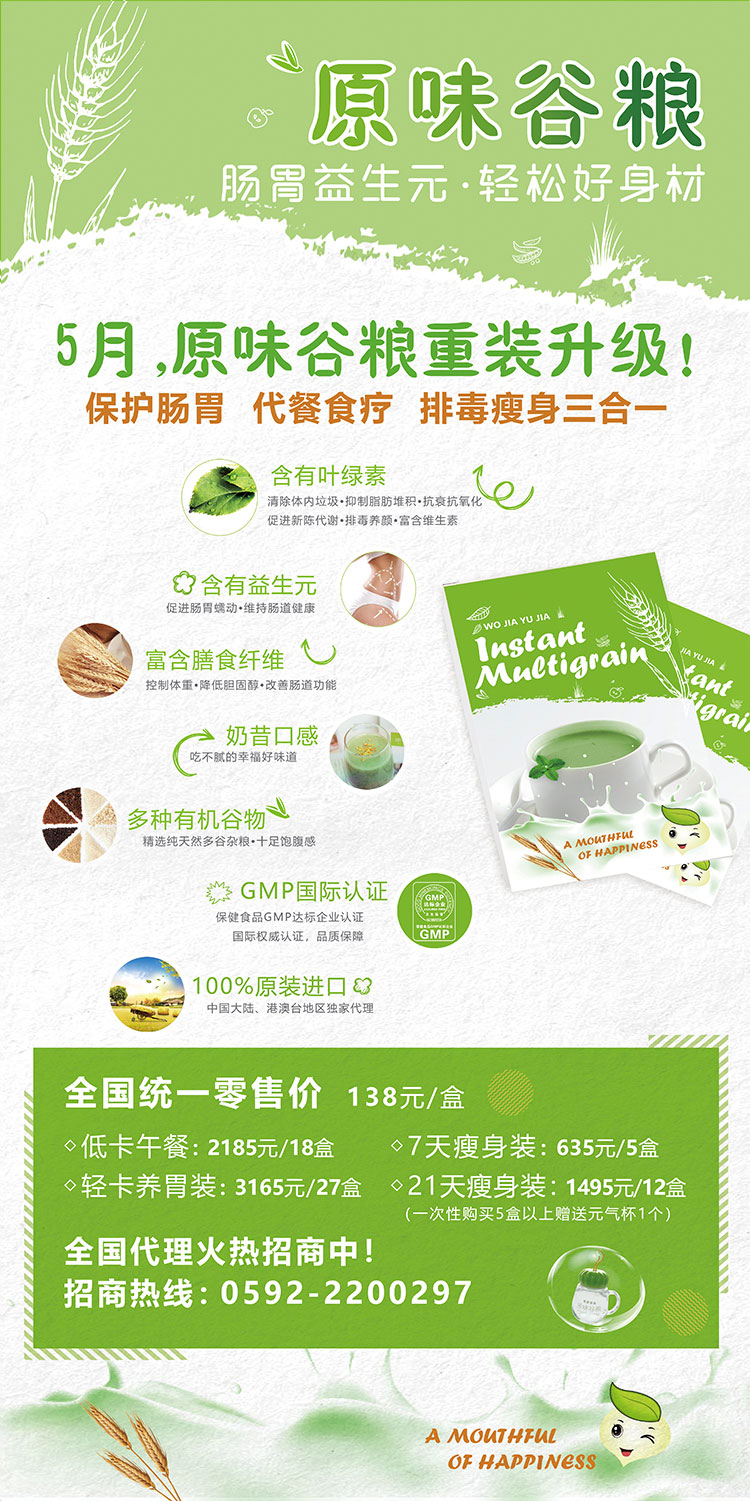 原味谷粮
肠胃益生元·轻松好身材
5月,原味谷粮重装升级!
保护肠胃 代餐食疗 排毒瘦身三合一
含有叶绿素
清除体内垃圾•抑制脂肪堆积•抗衰抗氧化
促进新陈代谢•排毒养颜•富含维生素
含有益生元
促进肠胃蠕动•维持肠道健康
富含膳食纤维
控制体重•降低胆固醇•改善肠道功能
奶昔口感
吃不腻的幸福好味道
多种有机谷物
精选纯天然多谷杂粮•十足饱腹感
GMP国际认证
保健食品GMP达标企业认证
国际权威认证，品质保障
GMP
达标企业
GMP
100%原装进口
中国大陆、港澳台地区独家代理
WO JIA YU JIA
Instant
Multigrain
A MOUTHFUL
OF HAPPINESS
JIA YU JIA
tant
tigrai
全国统一零售价 138元/盒
低卡午餐：2185元/18盒
7天瘦身装：635元/5盒
轻卡养胃装：3165元/27盒
21天瘦身装：1495元/12盒
(一次性购买5盒以上赠送元气杯1个)
全国代理火热招商中!
招商热线：0592-2200297
A MOUTHFUL
OF HAPPINESS